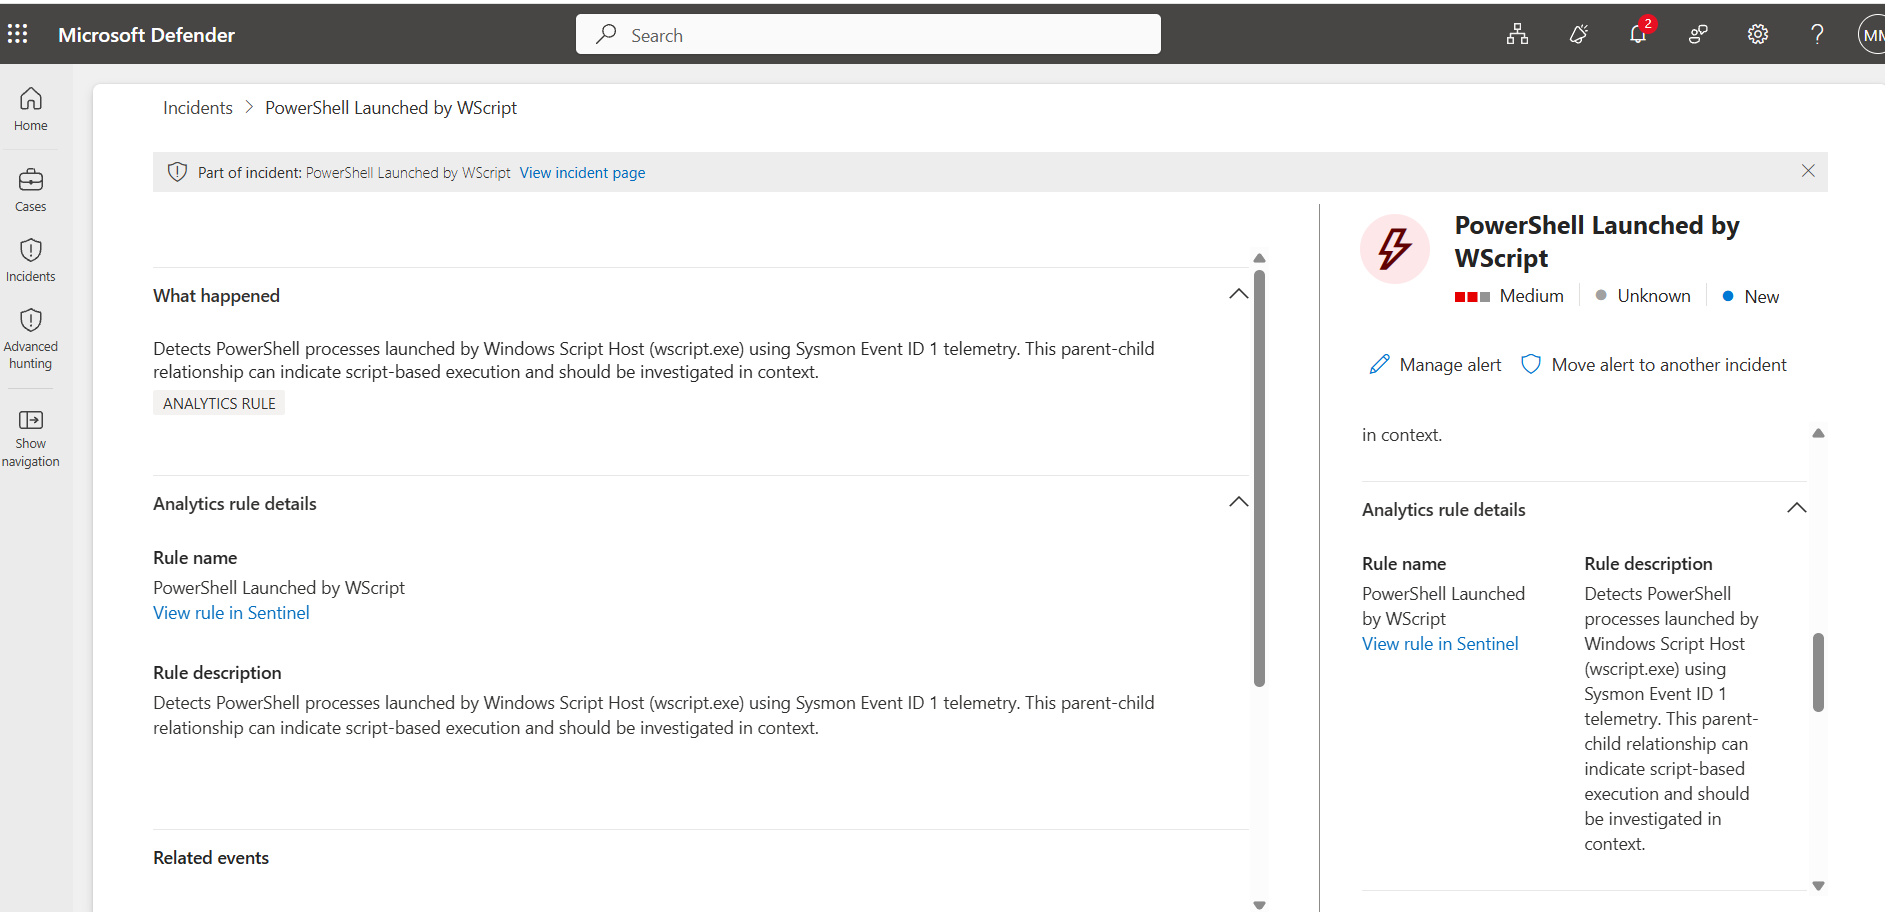 Microsoft Defender
Search
2
MM
Home
Cases
Incidents
Advanced
hunting
Show
navigation
Incidents > PowerShell Launched by WScript
Part of incident: PowerShell Launched by WScript View incident page
What happened
Detects PowerShell processes launched by Windows Script Host (wscript.exe) using Sysmon Event ID 1 telemetry. This parent-child
relationship can indicate script-based execution and should be investigated in context.
ANALYTICS RULE
Analytics rule details
Rule name
PowerShell Launched by WScript
View rule in Sentinel
Rule description
Detects PowerShell processes launched by Windows Script Host (wscript.exe) using Sysmon Event ID 1 telemetry. This parent-child
relationship can indicate script-based execution and should be investigated in context.
Related events
PowerShell Launched by
WScript
Medium
Unknown
New
Manage alert
Move alert to another incident
in context.
Analytics rule details
Rule name
PowerShell Launched
by WScript
View rule in Sentinel
Rule description
Detects PowerShell
processes launched by
Windows Script Host
(wscript.exe) using
Sysmon Event ID 1
telemetry. This parent-
child relationship can
indicate script-based
execution and should
be investigated in
context.